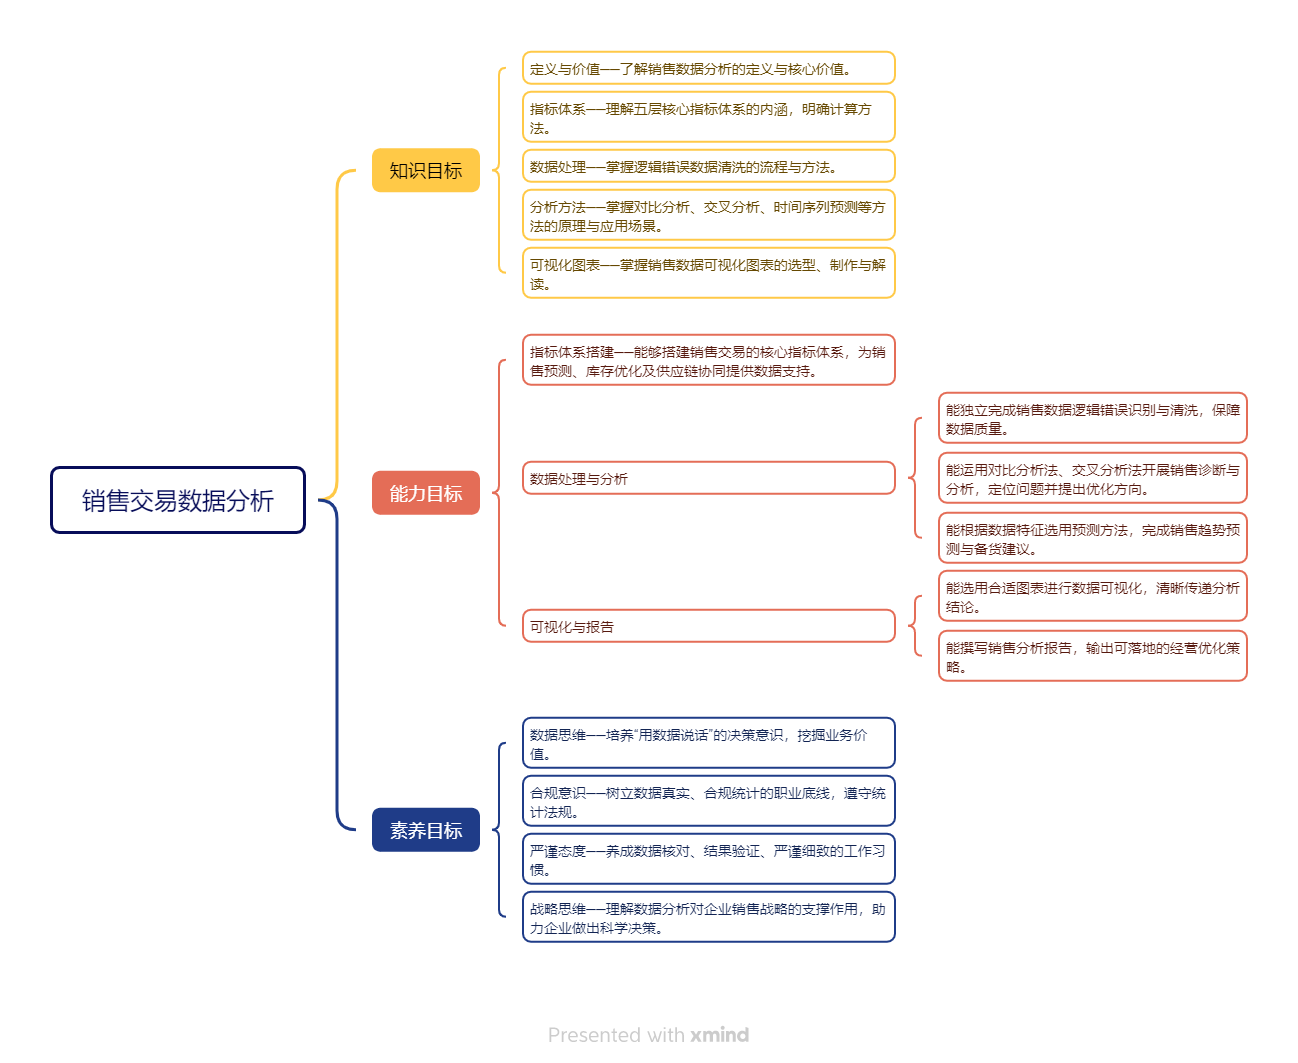 销售交易数据分析
知识目标
定义与价值——了解销售数据分析的定义与核心价值。
指标体系——理解五层核心指标体系的内涵，明确计算方
法。
数据处理——掌握逻辑错误数据清洗的流程与方法。
分析方法——掌握对比分析、交叉分析、时间序列预测等方
法的原理与应用场景。
可视化图表——掌握销售数据可视化图表的选型、制作与解
读。
能力目标
指标体系搭建——能够搭建销售交易的核心指标体系，为销
售预测、库存优化及供应链协同提供数据支持。
数据处理与分析
能独立完成销售数据逻辑错误识别与清洗，保障
数据质量。
能运用对比分析法、交叉分析法开展销售诊断与
分析，定位问题并提出优化方向。
能根据数据特征选用预测方法，完成销售趋势预
测与备货建议。
可视化与报告
能选用合适图表进行数据可视化，清晰传递分析
结论。
能撰写销售分析报告，输出可落地的经营优化策
略。
素养目标
数据思维——培养“用数据说话”的决策意识，挖掘业务价
值。
合规意识——树立数据真实、合规统计的职业底线，遵守统
计法规。
严谨态度——养成数据核对、结果验证、严谨细致的工作习
惯。
战略思维——理解数据分析对企业销售战略的支撑作用，助
力企业做出科学决策。
Presented with xmind